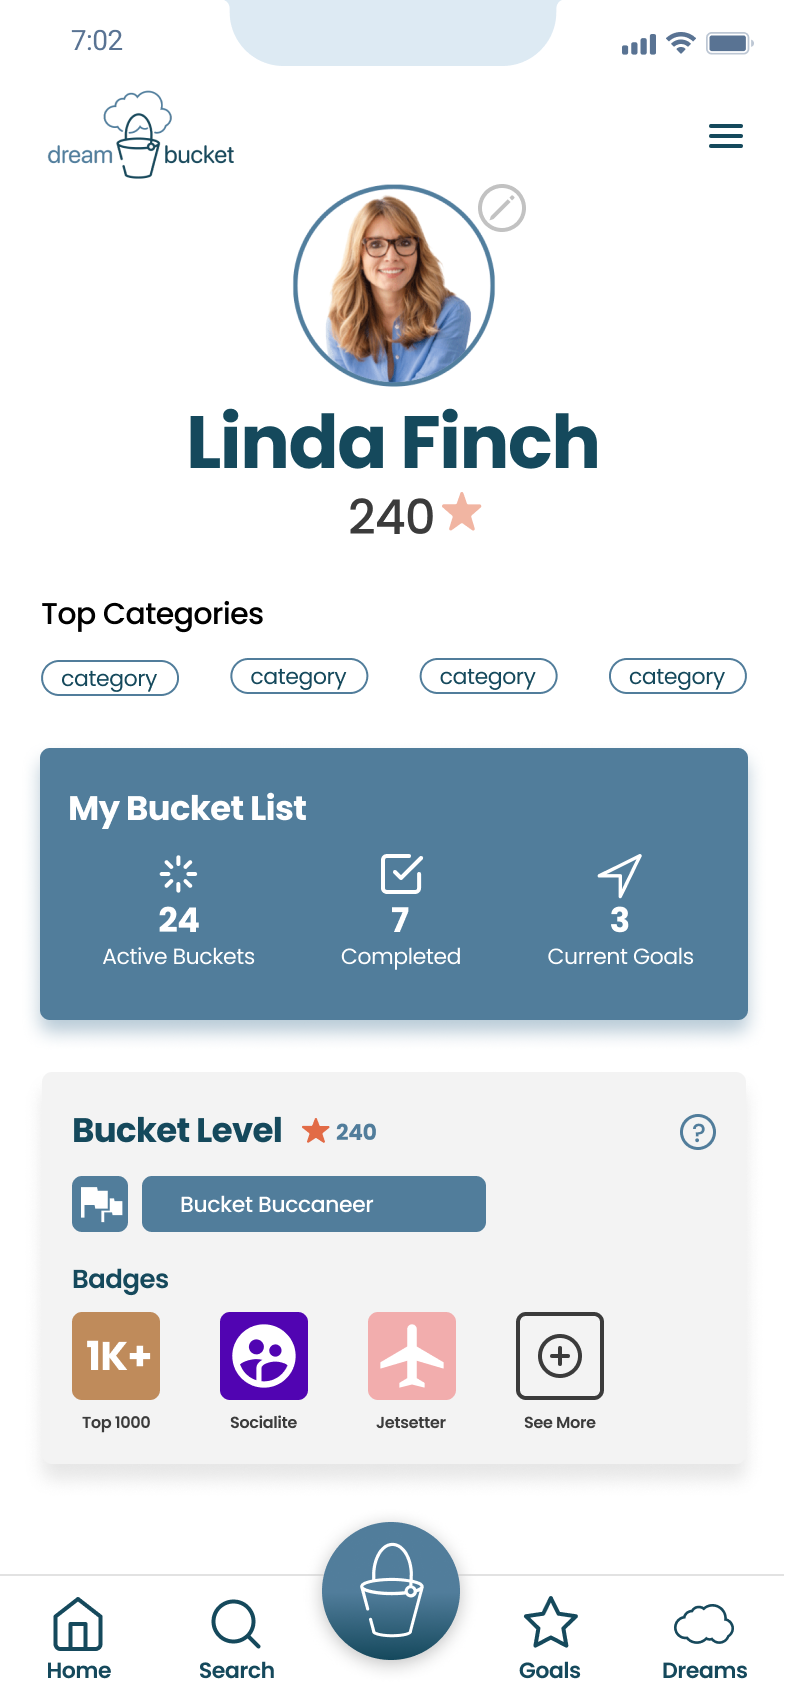 7:02
dream bucket
Linda Finch
240
Top Categories
category category category category
My Bucket List
24 7 3
Active Buckets Completed Current Goals
Bucket Level 240 ?
Bucket Buccaneer
Badges
1K+
Top 1000 Socialite Jetsetter See More
Home Search Goals Dreams